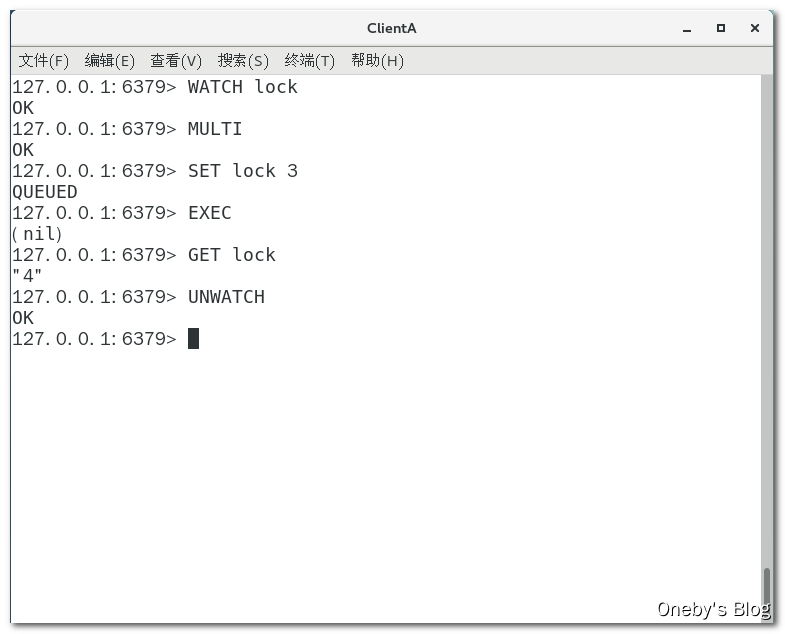 ClientA
文件(F) 编辑(E) 查看(V) 搜索(S) 终端(T) 帮助(H)
127.0.0.1:6379> WATCH lock
OK
127.0.0.1:6379> MULTI
OK
127.0.0.1:6379> SET lock 3
QUEUED
127.0.0.1:6379> EXEC
(nil)
127.0.0.1:6379> GET lock
"4"
127.0.0.1:6379> UNWATCH
OK
127.0.0.1:6379>
Oneby's Blog